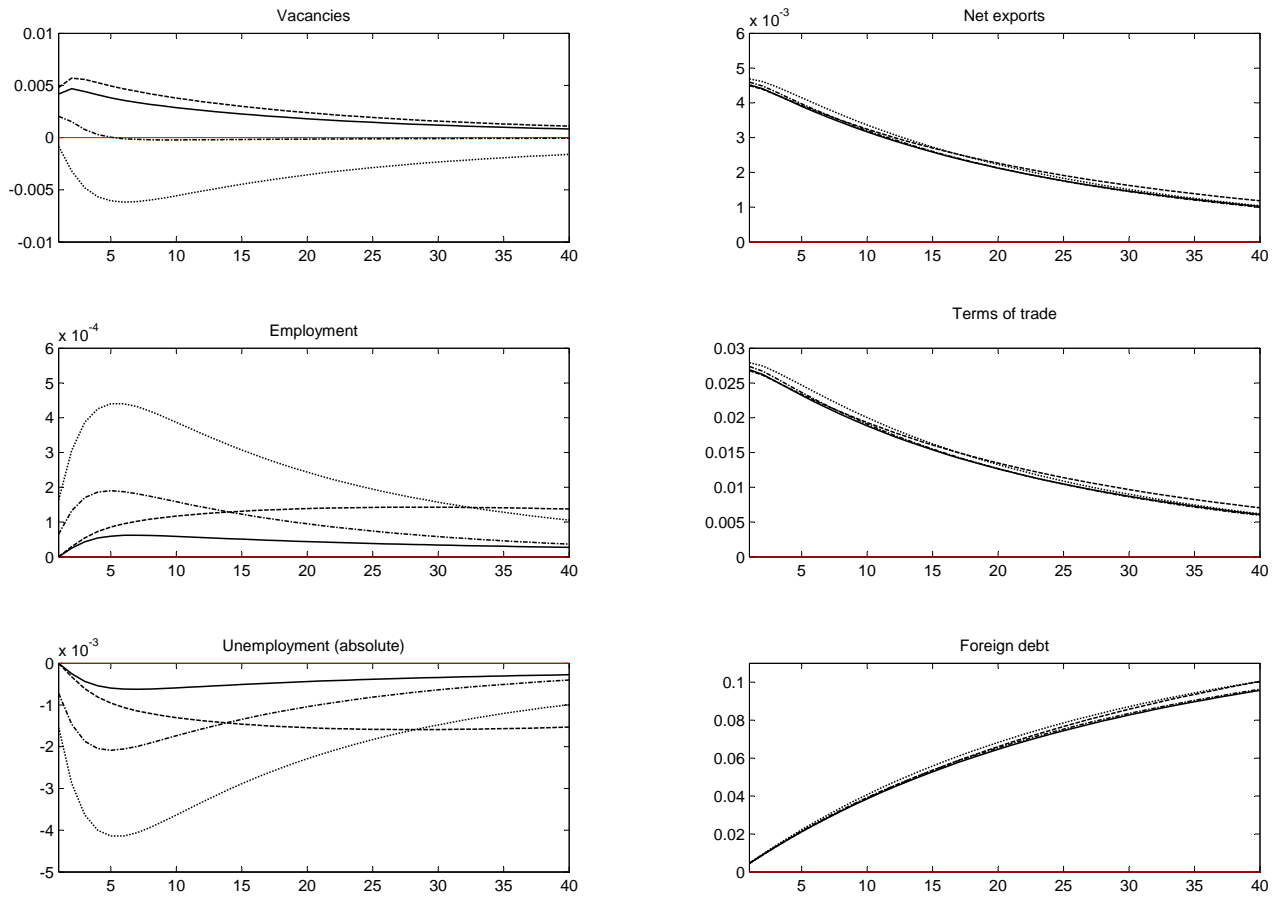 Vacancies
0.01
0.005
0
-0.005
-0.01
5 10 15 20 25 30 35 40
Net exports
x 10-3
6
5
4
3
2
1
0
5 10 15 20 25 30 35 40
Employment
x 10-4
6
5
4
3
2
1
0
5 10 15 20 25 30 35 40
Terms of trade
0.03
0.025
0.02
0.015
0.01
0.005
0
5 10 15 20 25 30 35 40
Unemployment (absolute)
x 10-3
0
-1
-2
-3
-4
-5
5 10 15 20 25 30 35 40
Foreign debt
0.1
0.08
0.06
0.04
0.02
0
5 10 15 20 25 30 35 40